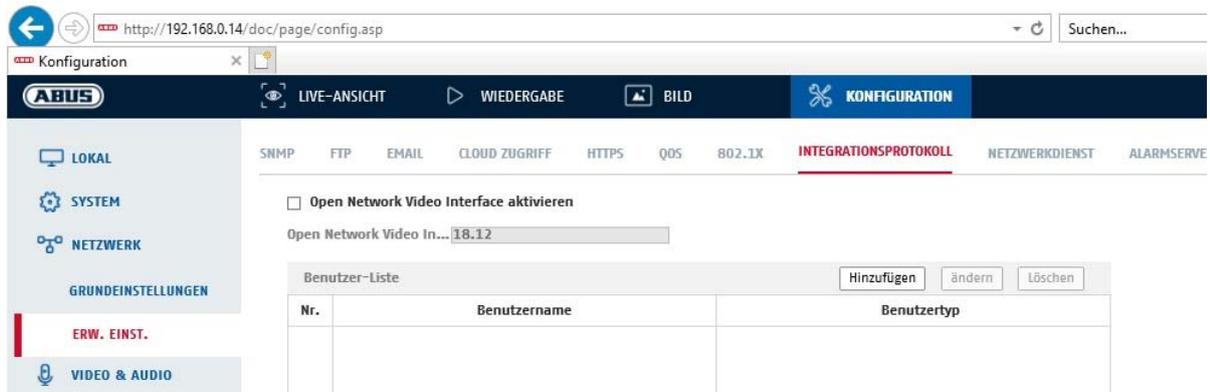 http://192.168.0.14/doc/page/config.asp
Suchen...
Konfiguration
ABUS
LIVE-ANSICHT
WIEDERGABE
BILD
KONFIGURATION
LOKAL
SYSTEM
NETZWERK
GRUNDEINSTELLUNGEN
ERW. EINST.
VIDEO & AUDIO
SNMP FTP EMAIL CLOUD ZUGRIFF HTTPS QOS 802.1X INTEGRATIONSPROTOKOLL NETZWERKDIENST ALARMSERVE
Open Network Video Interface aktivieren
Open Network Video In... 18.12
Benutzer-Liste Hinzufügen ändern Löschen
Nr. Benutzername Benutzertyp